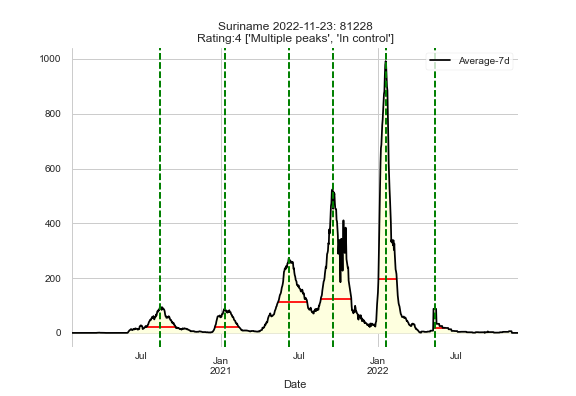 Suriname 2022-11-23: 81228
Rating:4 ['Multiple peaks', 'In control']
Average-7d
1000
800
600
400
200
0
Jul
Jan
2021
Jul
Jan
2022
Jul
Date